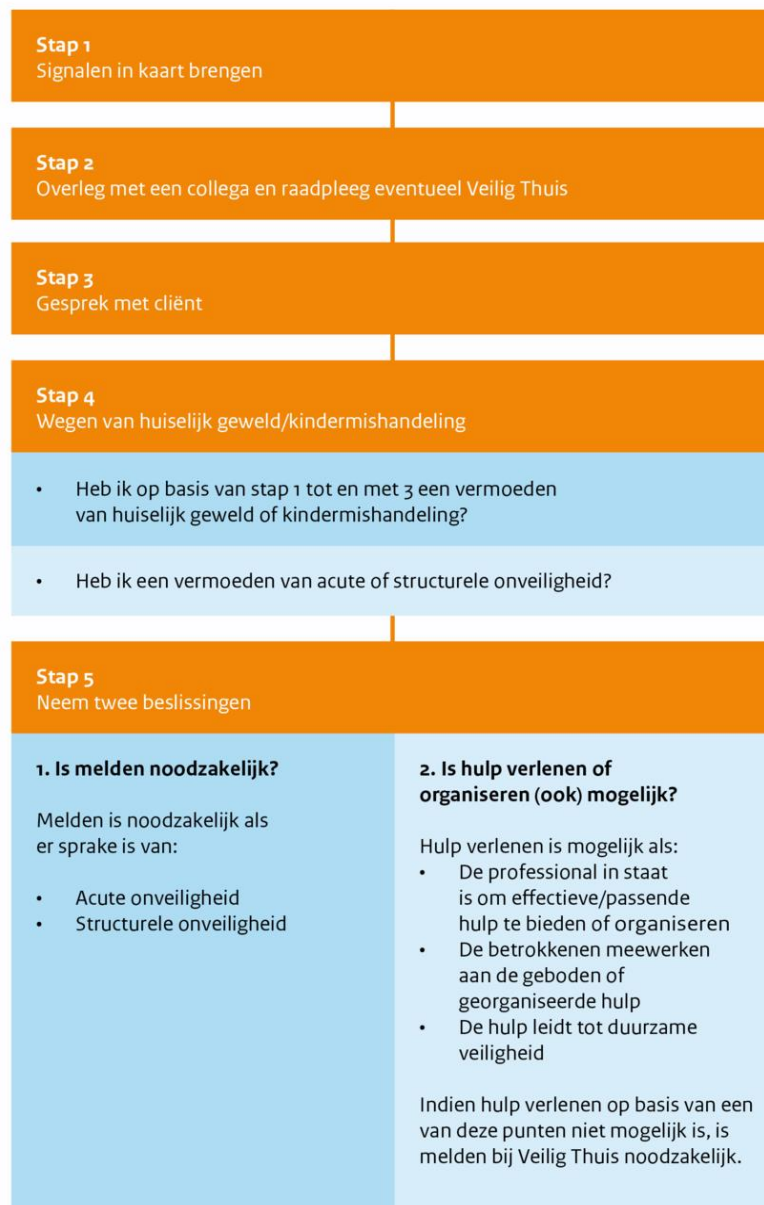 Stap 1
Signalen in kaart brengen
Stap 2
Overleg met een collega en raadpleeg eventueel Veilig Thuis
Stap 3
Gesprek met cliënt
Stap 4
Wegen van huiselijk geweld/kindermishandeling
• Heb ik op basis van stap 1 tot en met 3 een vermoeden
van huiselijk geweld of kindermishandeling?
• Heb ik een vermoeden van acute of structurele onveiligheid?
Stap 5
Neem twee beslissingen
1. Is melden noodzakelijk?
Melden is noodzakelijk als
er sprake is van:
• Acute onveiligheid
• Structurele onveiligheid
2. Is hulp verlenen of
organiseren (ook) mogelijk?
Hulp verlenen is mogelijk als:
• De professional in staat
is om effectieve/passende
hulp te bieden of organiseren
• De betrokkenen meewerken
aan de geboden of
georganiseerde hulp
• De hulp leidt tot duurzame
veiligheid
Indien hulp verlenen op basis van een
van deze punten niet mogelijk is, is
melden bij Veilig Thuis noodzakelijk.